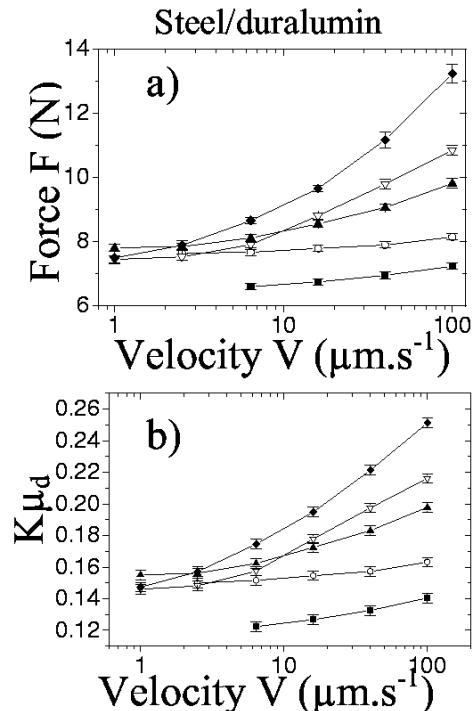 Steel/duralumin
14
12
10
8
6
Force F (N)
a)
1
10
100
Velocity V (µm.s⁻¹)
0.26
0.24
0.22
0.20
0.18
0.16
0.14
0.12
Kμd
b)
1
10
100
Velocity V (µm.s⁻¹)